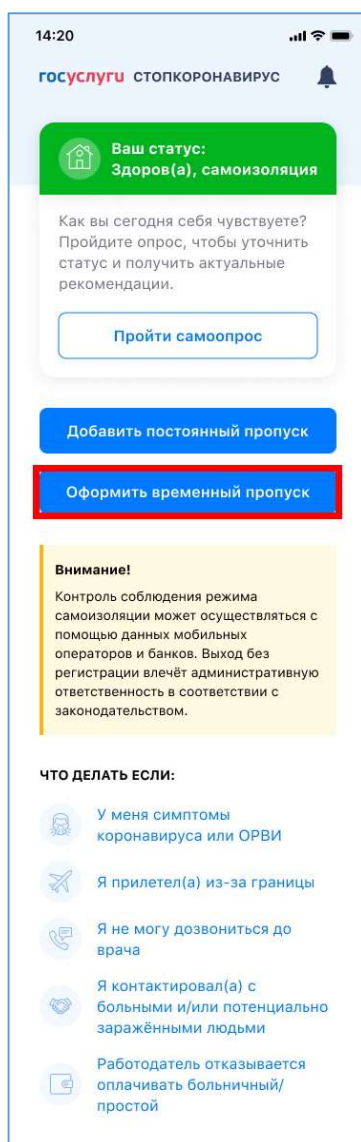 14:20
госуслуги СТОПКОРОНАВИРУС
Ваш статус:
Здоров(а), самоизоляция
Как вы сегодня себя чувствуете?
Пройдите опрос, чтобы уточнить
статус и получить актуальные
рекомендации.
Пройти самоопрос
Добавить постоянный пропуск
Оформить временный пропуск
Внимание!
Контроль соблюдения режима
самоизоляции может осуществляться с
помощью данных мобильных
операторов и банков. Выход без
регистрации влечёт административную
ответственность в соответствии с
законодательством.
ЧТО ДЕЛАТЬ ЕСЛИ:
У меня симптомы
коронавируса или ОРВИ
Я прилетел(а) из-за границы
Я не могу дозвониться до
врача
Я контактировал(а) с
больными и/или потенциально
заражёнными людьми
Работодатель отказывается
оплачивать больничный/
простой